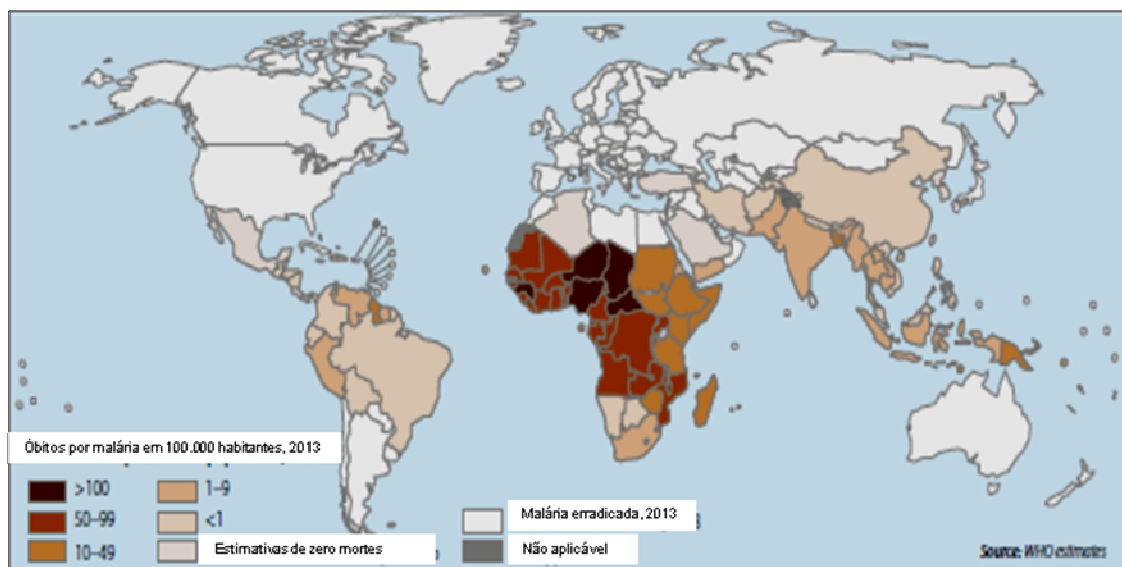 Óbitos por malária em 100.000 habitantes, 2013
>100
50–99
10–49
1–9
<1
Estimativas de zero mortes
Malária erradicada, 2013
Não aplicável
Source: WHO estimates